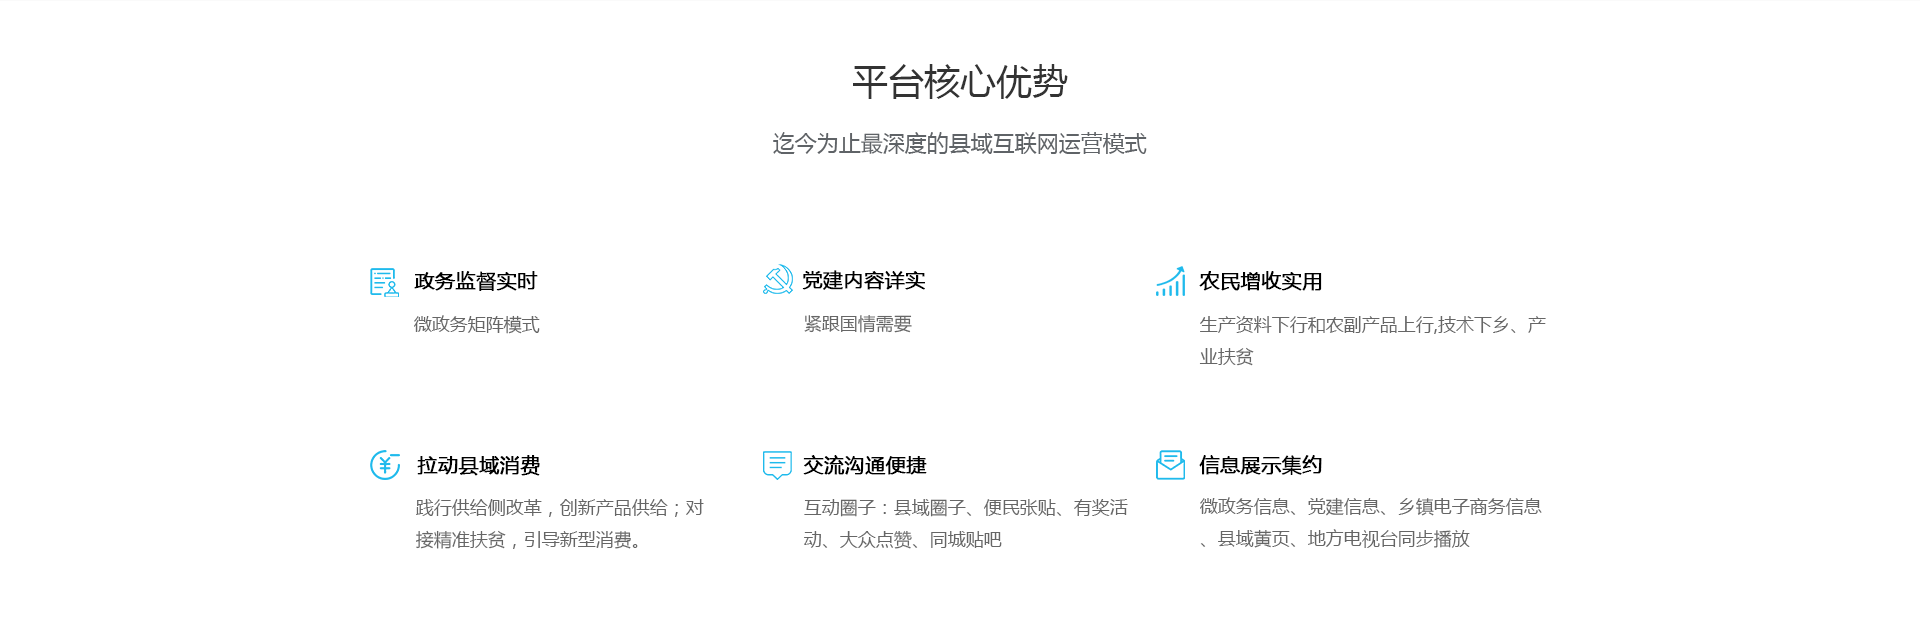 平台核心优势
迄今为止最深度的县域互联网运营模式
政务监督实时
微政务矩阵模式
党建内容详实
紧跟国情需要
农民增收实用
生产资料下行和农副产品上行,技术下乡、产
业扶贫
拉动县域消费
践行供给侧改革，创新产品供给；对
接精准扶贫，引导新型消费。
交流沟通便捷
互动圈子：县域圈子、便民张贴、有奖活
动、大众点赞、同城贴吧
信息展示集约
微政务信息、党建信息、乡镇电子商务信息
、县域黄页、地方电视台同步播放